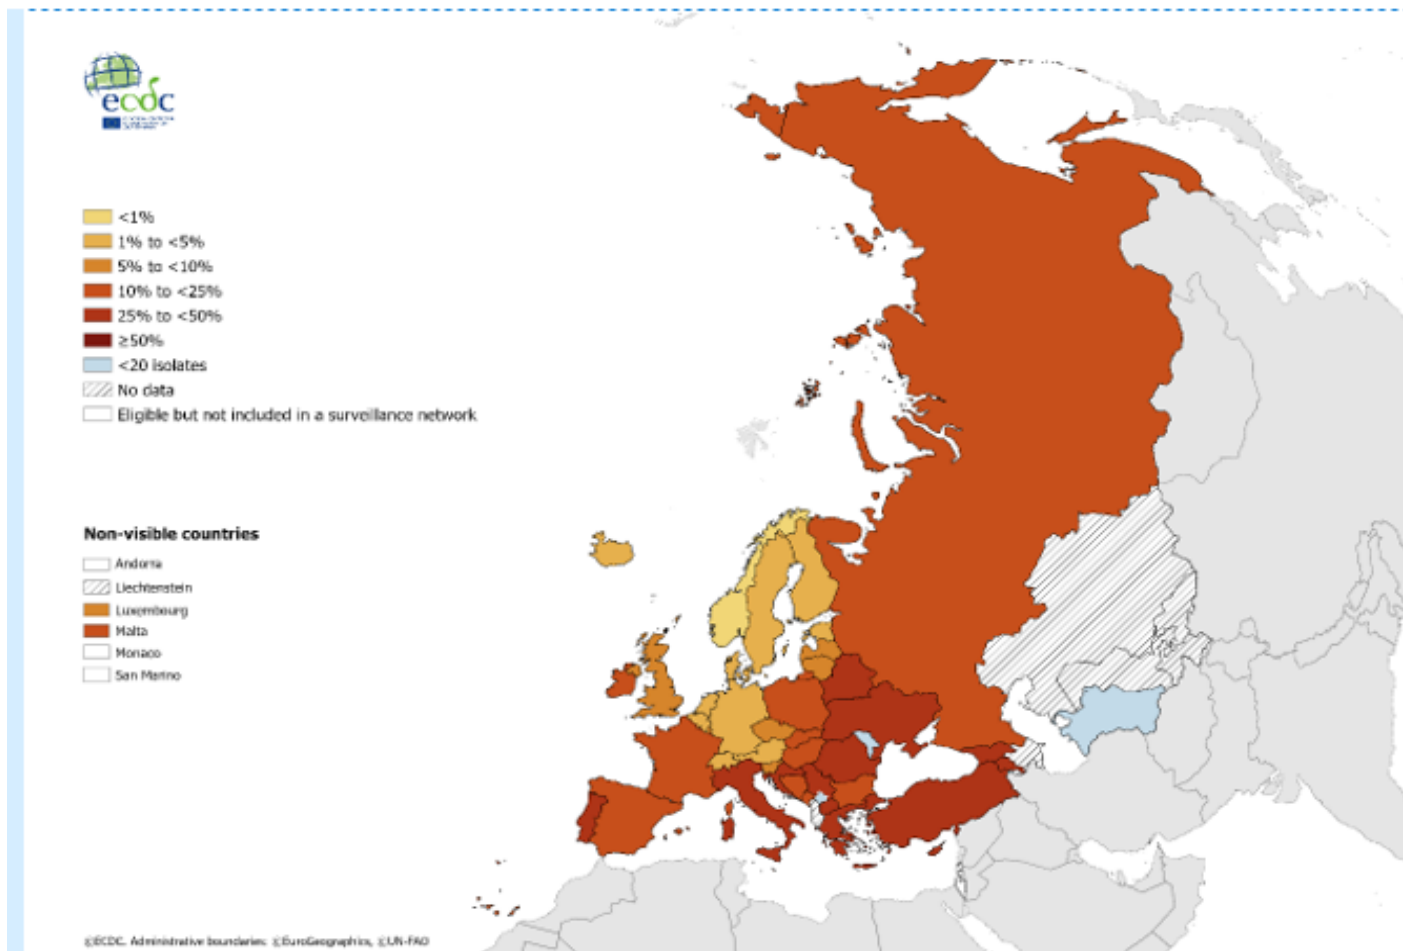 ecdc
<1%
1% to <5%
5% to <10%
10% to <25%
25% to <50%
≥50%
<20 isolates
No data
Eligible but not included in a surveillance network
Non-visible countries
Andorra
Liechtenstein
Luxembourg
Malta
Monaco
San Marino
©ECDC. Administrative boundaries: ©EuroGeographics, ©UN-FAO